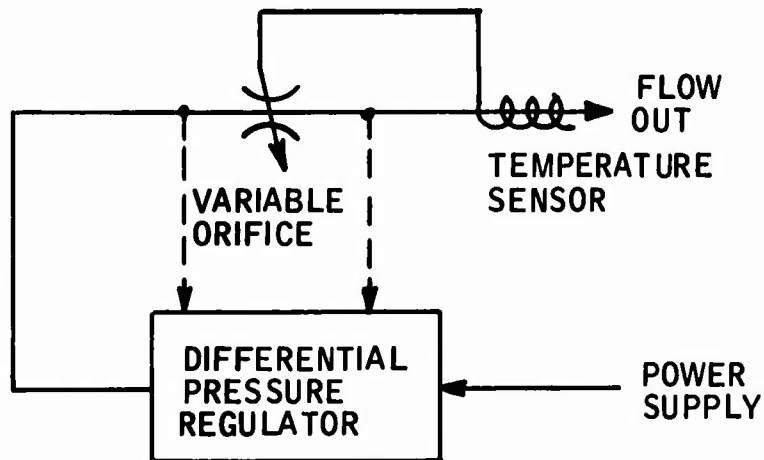 FLOW
OUT
TEMPERATURE
SENSOR
VARIABLE
ORIFICE
DIFFERENTIAL
PRESSURE
REGULATOR
POWER
SUPPLY